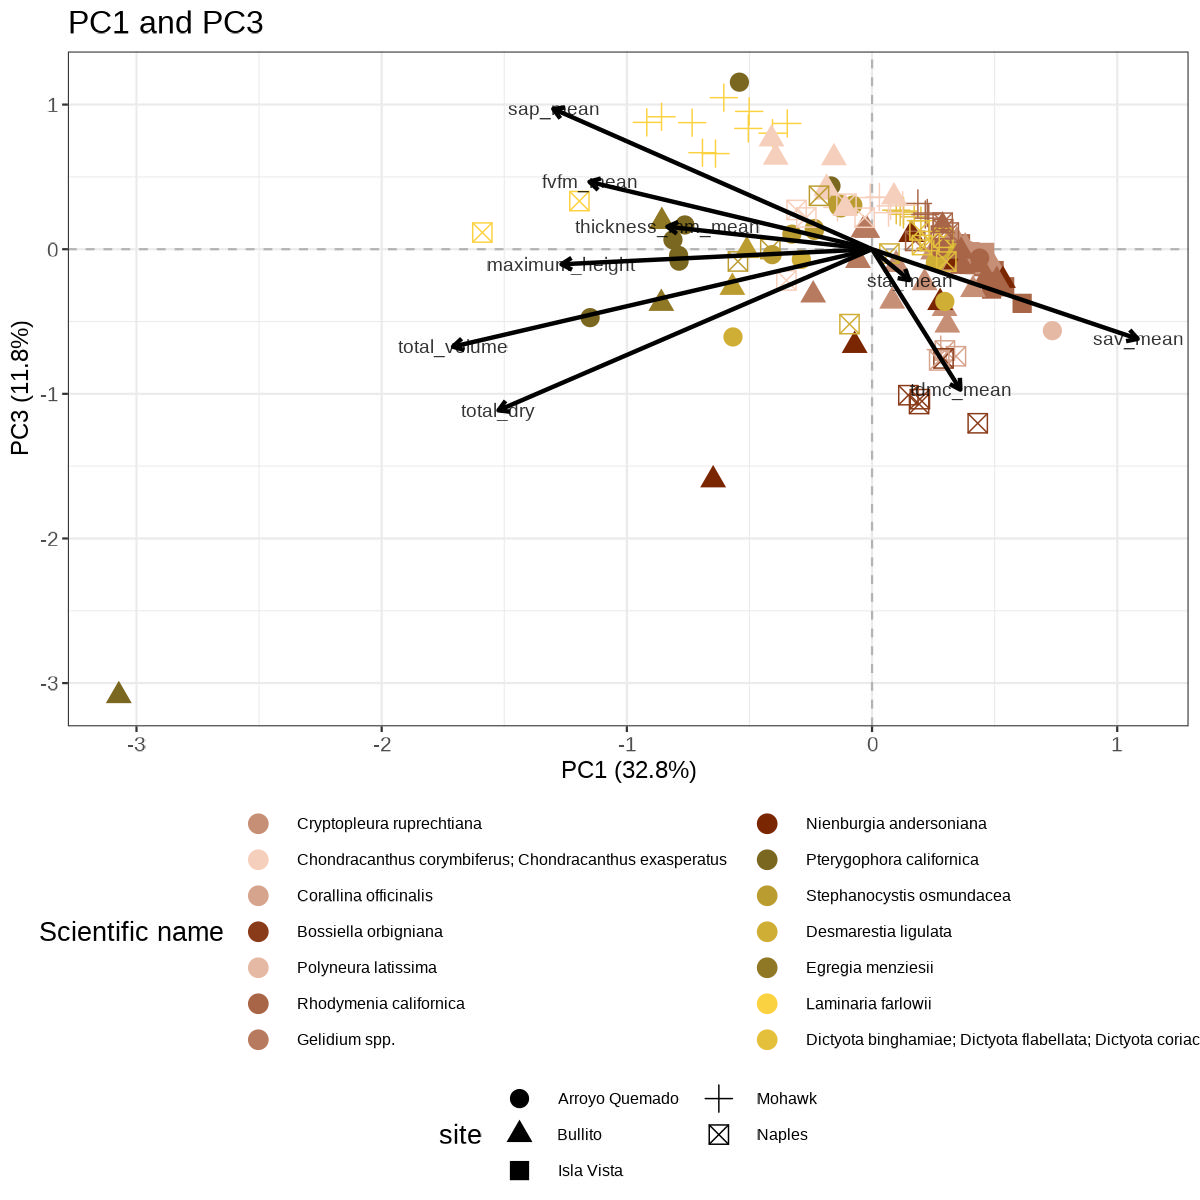 PC1 and PC3
sap_mean
fvfm_mean
thickness_mm_mean
maximum_height
sta_mean
total_volume
sav_mean
tdmc_mean
total_dry
1
0
-1
-2
-3
PC3 (11.8%)
-3
-2
-1
0
1
PC1 (32.8%)
Scientific name
Cryptopleura ruprechtiana
Chondracanthus corymbiferus; Chondracanthus exasperatus
Corallina officinalis
Bossiella orbigniana
Polyneura latissima
Rhodymenia californica
Gelidium spp.
Nienburgia andersoniana
Pterygophora californica
Stephanocystis osmundacea
Desmarestia ligulata
Egregia menziesii
Laminaria farlowii
Dictyota binghamiae; Dictyota flabellata; Dictyota coriac
site
Arroyo Quemado
Bullito
Isla Vista
Mohawk
Naples